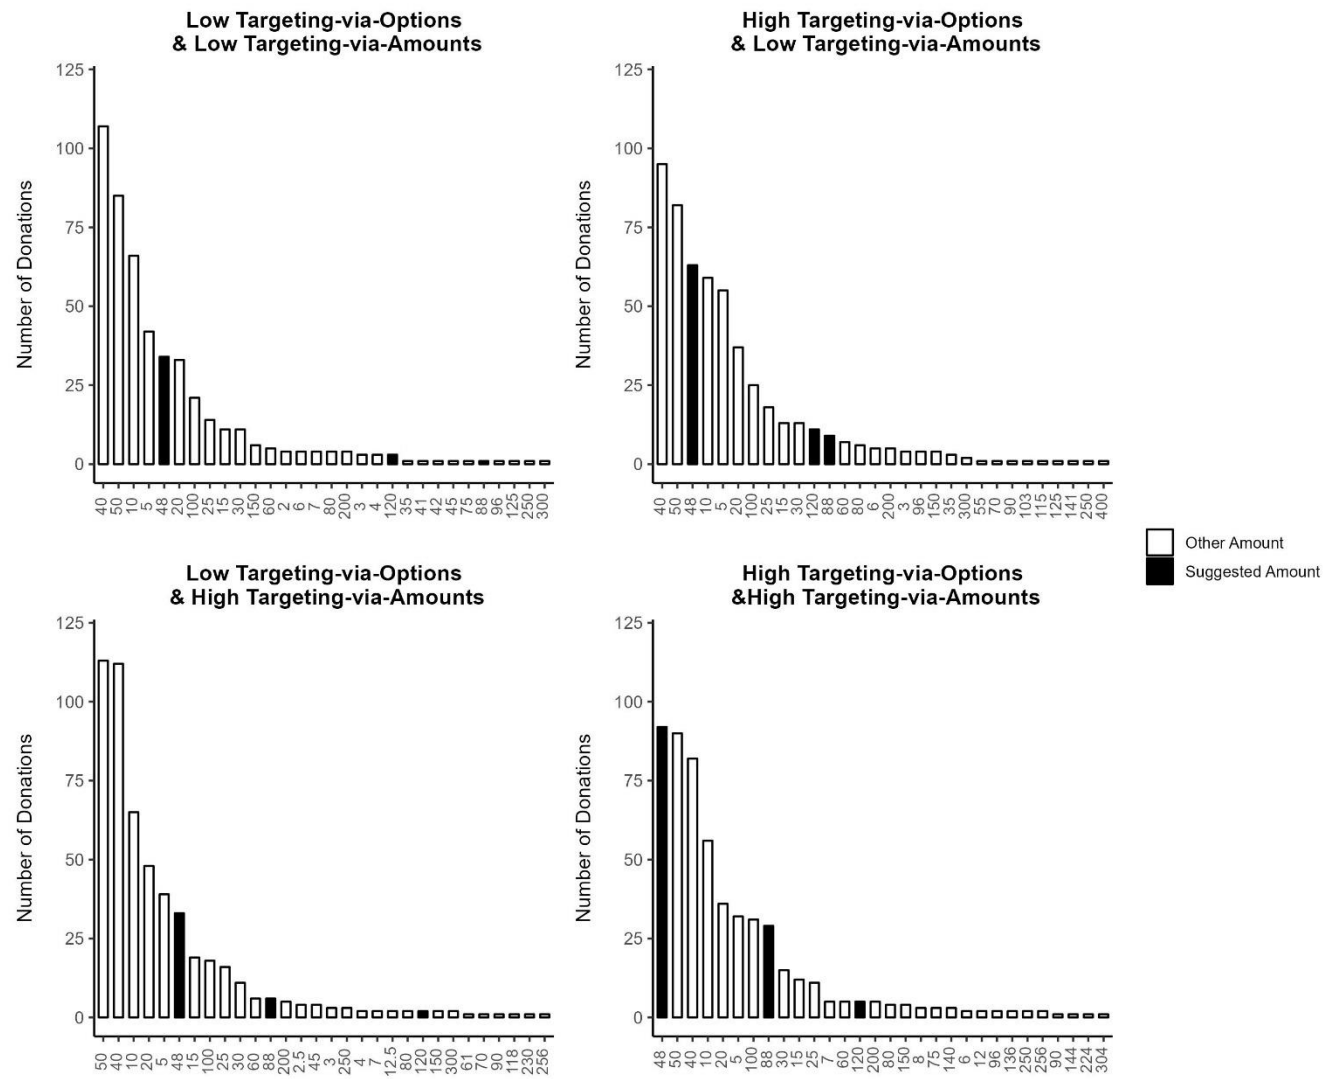 Low Targeting-via-Options
& Low Targeting-via-Amounts
Number of Donations
125
100
75
50
25
0
40 50 10 5 48 20 100 25 15 30 150 60 2 6 7 80 200 3 4 120 35 41 42 45 75 88 96 125 250 300
High Targeting-via-Options
& Low Targeting-via-Amounts
Number of Donations
125
100
75
50
25
0
40 50 48 10 5 20 100 25 15 30 120 88 60 80 6 200 3 96 150 35 300 55 70 90 103 115 125 141 250 400
Other Amount
Suggested Amount
Low Targeting-via-Options
& High Targeting-via-Amounts
Number of Donations
125
100
75
50
25
0
50 40 10 20 5 48 15 100 25 30 60 88 200 2.5 45 3 250 4 7 12.5 80 120 150 300 61 70 90 118 230 256
High Targeting-via-Options
&High Targeting-via-Amounts
Number of Donations
125
100
75
50
25
0
48 50 40 10 20 5 100 88 30 15 25 7 60 120 200 80 150 8 75 140 6 12 96 136 250 256 90 144 224 304